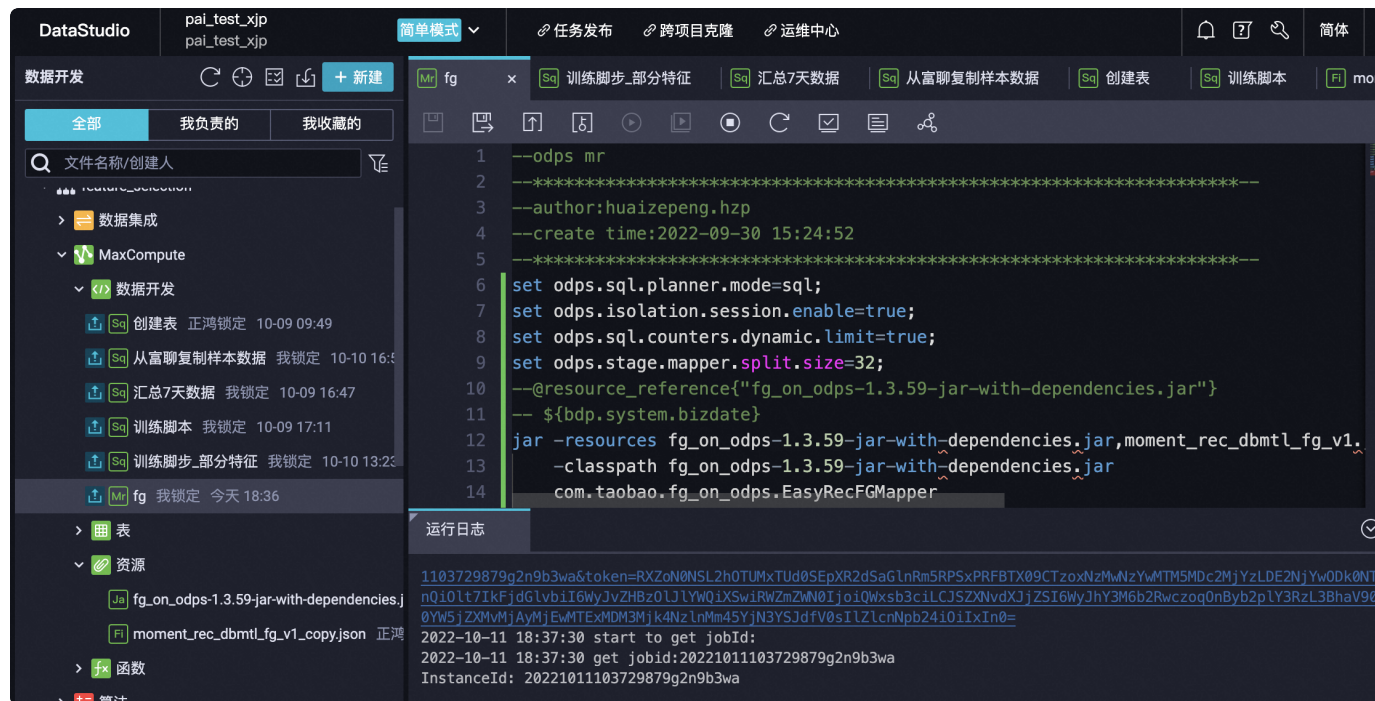 DataStudio
pai_test_xjp
pai_test_xjp
简单模式
任务发布
跨项目克隆
运维中心
简体
数据开发
+ 新建
全部
我负责的
我收藏的
文件名称/创建人
feature_selection
数据集成
MaxCompute
数据开发
Sq 创建表 正鸿锁定 10-09 09:49
Sq 从富聊复制样本数据 我锁定 10-10 16:5
Sq 汇总7天数据 我锁定 10-09 16:47
Sq 训练脚本 我锁定 10-09 17:11
Sq 训练脚步_部分特征 我锁定 10-10 13:23
Mr fg 我锁定 今天 18:36
表
资源
Ja fg_on_odps-1.3.59-jar-with-dependencies.j
Fi moment_rec_dbmtl_fg_v1_copy.json 正鸿
fx 函数
算法
Mr fg ×
Sq 训练脚步_部分特征
Sq 汇总7天数据
Sq 从富聊复制样本数据
Sq 创建表
Sq 训练脚本
Fi mo
1 --odps mr
2 --********************************************************************--
3 --author:huaizepeng.hzp
4 --create time:2022-09-30 15:24:52
5 --********************************************************************--
6 set odps.sql.planner.mode=sql;
7 set odps.isolation.session.enable=true;
8 set odps.sql.counters.dynamic.limit=true;
9 set odps.stage.mapper.split.size=32;
10 --@resource_reference{"fg_on_odps-1.3.59-jar-with-dependencies.jar"}
11 -- ${bdp.system.bizdate}
12 jar -resources fg_on_odps-1.3.59-jar-with-dependencies.jar,moment_rec_dbmtl_fg_v1.
13 -classpath fg_on_odps-1.3.59-jar-with-dependencies.jar
14 com.taobao.fg_on_odps.EasyRecFGMapper
运行日志
2022-10-11 18:37:30 start to get jobId:
2022-10-11 18:37:30 get jobid:20221011103729879g2n9b3wa
InstanceId: 20221011103729879g2n9b3wa